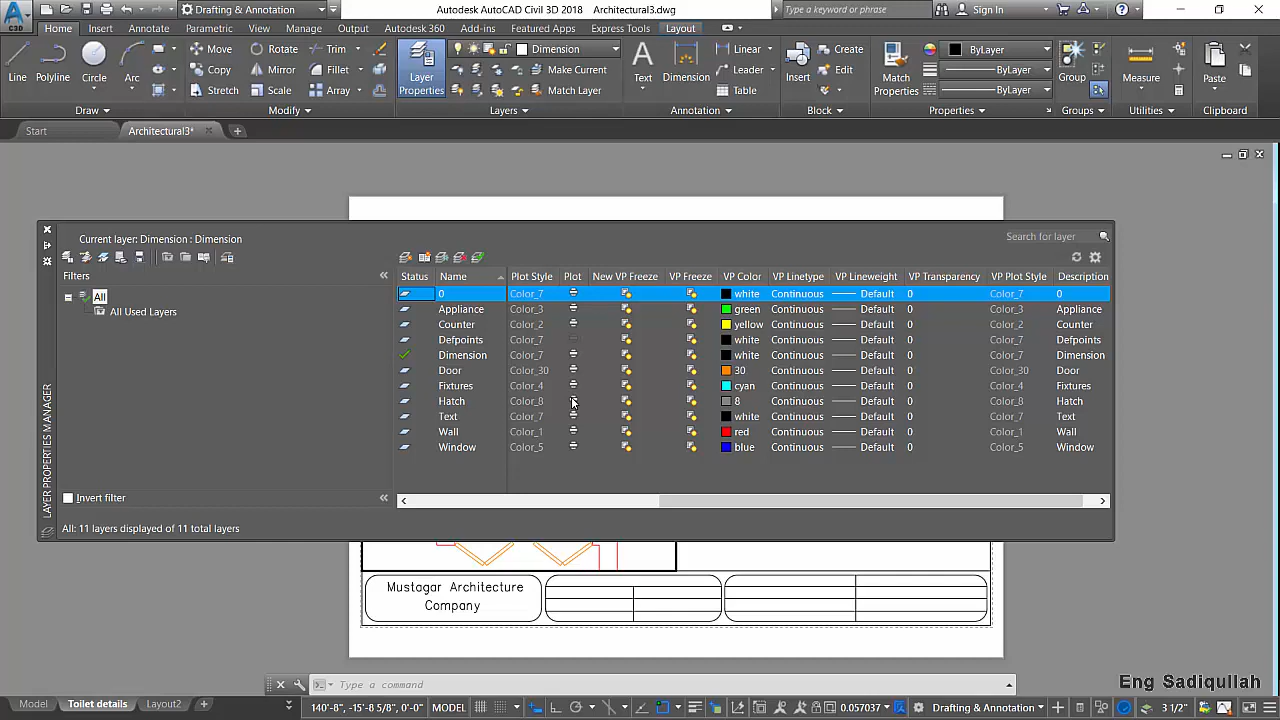 C3D
Drafting & Annotation
Autodesk AutoCAD Civil 3D 2018 Architectural3.dwg
Type a keyword or phrase
Sign In
Home Insert Annotate Parametric View Manage Output Autodesk 360 Add-ins Featured Apps Express Tools Layout
Line Polyline Circle Arc
Move Rotate Trim
Copy Mirror Fillet
Stretch Scale Array
Layer Properties
Dimension
Make Current
Match Layer
Text Dimension
Linear
Leader
Table
Insert
Create
Edit
Match Properties
ByLayer
ByLayer
ByLayer
Group Measure Paste
Draw Modify Layers Annotation Block Properties Groups Utilities Clipboard
Start Architectural3*
LAYER PROPERTIES MANAGER
Current layer: Dimension : Dimension
Search for layer
Filters
All
All Used Layers
Invert filter
Status Name Plot Style Plot New VP Freeze VP Freeze VP Color VP Linetype VP Lineweight VP Transparency VP Plot Style Description
0 Color_7 white Continuous Default 0 Color_7 0
Appliance Color_3 green Continuous Default 0 Color_3 Appliance
Counter Color_2 yellow Continuous Default 0 Color_2 Counter
Defpoints Color_7 white Continuous Default 0 Color_7 Defpoints
Dimension Color_7 white Continuous Default 0 Color_7 Dimension
Door Color_30 30 Continuous Default 0 Color_30 Door
Fixtures Color_4 cyan Continuous Default 0 Color_4 Fixtures
Hatch Color_8 8 Continuous Default 0 Color_8 Hatch
Text Color_7 white Continuous Default 0 Color_7 Text
Wall Color_1 red Continuous Default 0 Color_1 Wall
Window Color_5 blue Continuous Default 0 Color_5 Window
All: 11 layers displayed of 11 total layers
Mustagar Architecture
Company
Type a command
Eng Sadiqullah
Model Toilet details Layout2
140'-8", -15'-8 5/8", 0'-0" MODEL
0.057037
Drafting & Annotation
3 1/2"